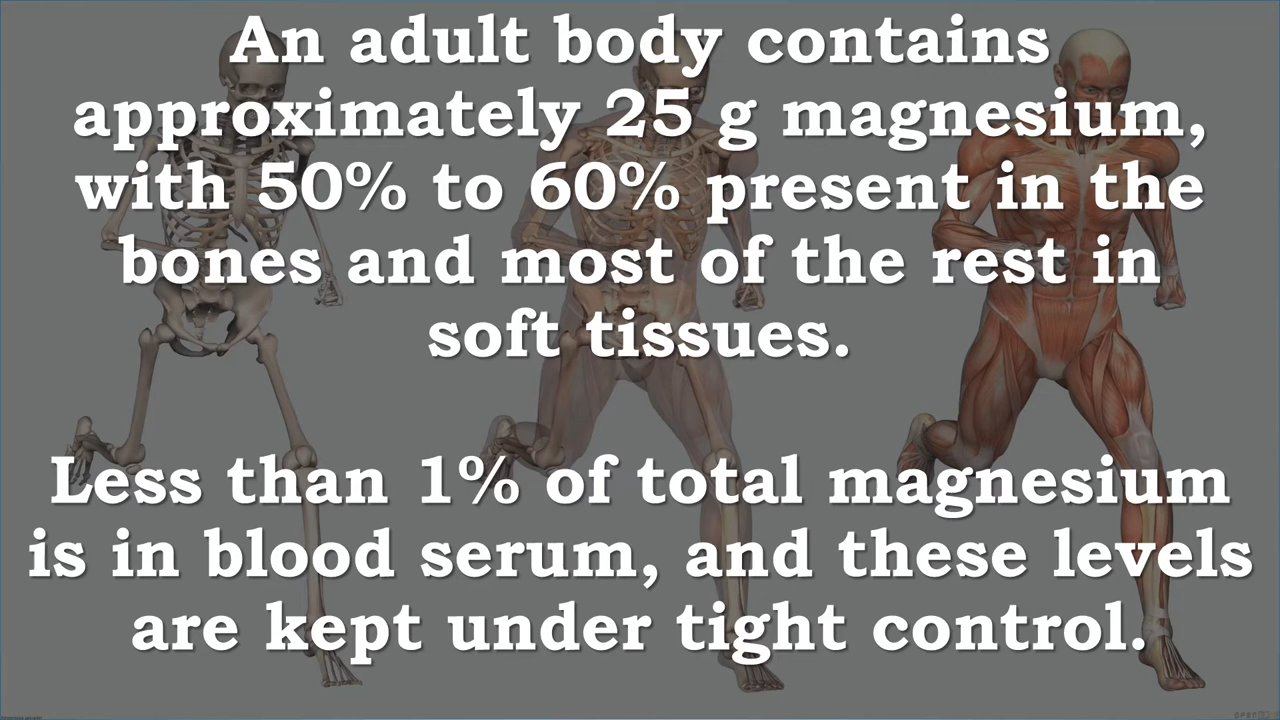 An adult body contains
approximately 25 g magnesium,
with 50% to 60% present in the
bones and most of the rest in
soft tissues.
Less than 1% of total magnesium
is in blood serum, and these levels
are kept under tight control.